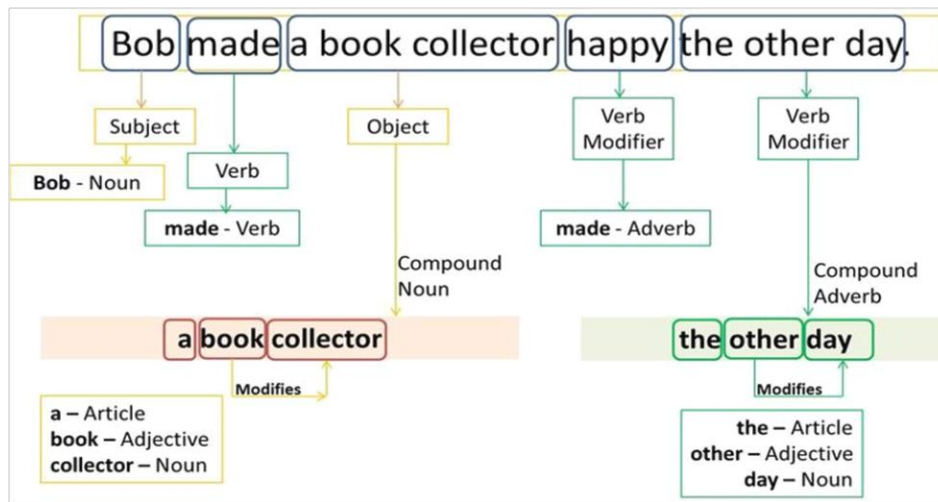 Bob made a book collector happy the other day.
Subject
Object
Verb
Modifier
Verb
Modifier
Bob - Noun
Verb
made - Verb
made - Adverb
Compound
Noun
Compound
Adverb
a book collector
the other day
Modifies
Modifies
a – Article
book – Adjective
collector – Noun
the – Article
other – Adjective
day – Noun